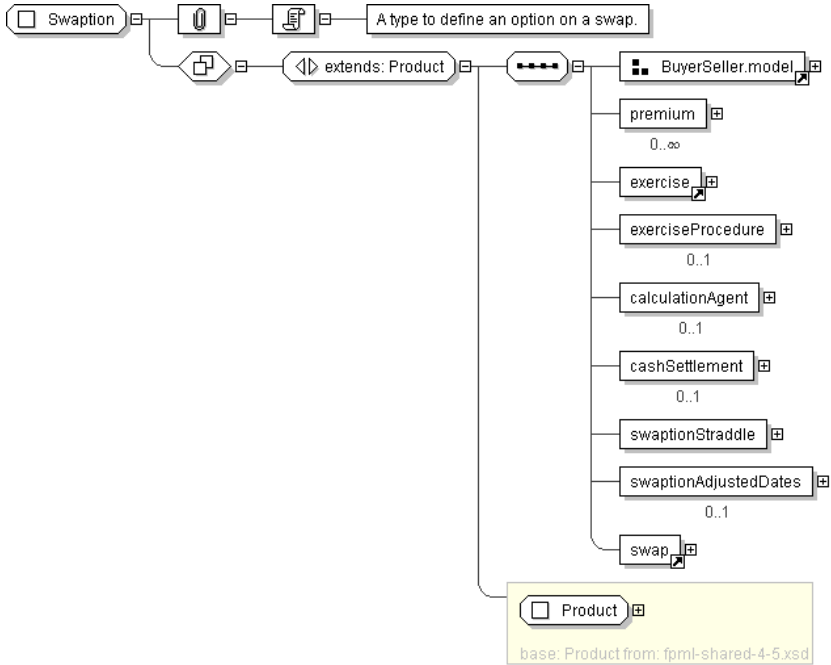 Swaption
A type to define an option on a swap.
extends: Product
BuyerSeller.model
premium
0..∞
exercise
exerciseProcedure
0..1
calculationAgent
0..1
cashSettlement
0..1
swaptionStraddle
swaptionAdjustedDates
0..1
swap
Product
base: Product from: fpml-shared-4-5.xsd